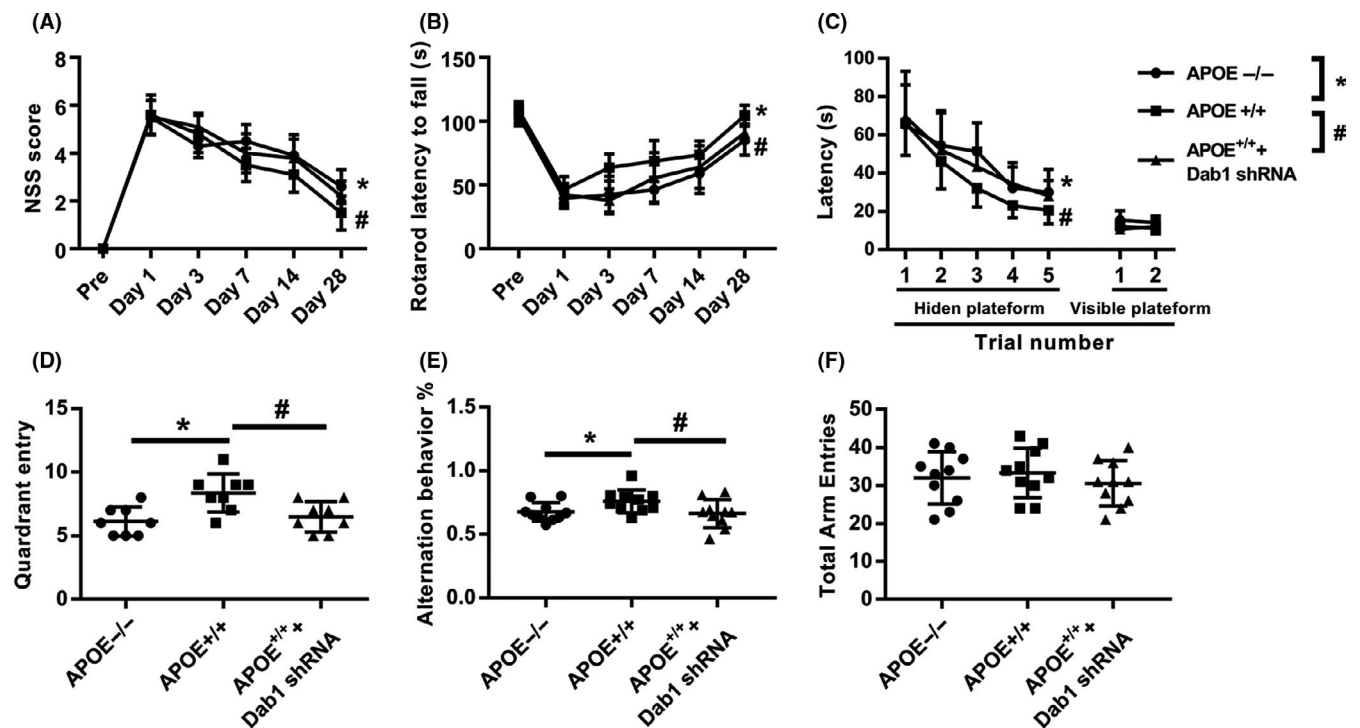 (A)
NSS score
8
6
4
2
0
Pre
Day 1
Day 3
Day 7
Day 14
Day 28
*
#
(B)
Rotarod latency to fall (s)
150
100
50
0
Pre
Day 1
Day 3
Day 7
Day 14
Day 28
*
#
(C)
Latency (s)
100
80
60
40
20
0
1 2 3 4 5 1 2
Hiden plateform Visible plateform
Trial number
*
#
APOE –/–
APOE +/+
APOE+/++
Dab1 shRNA
*
#
(D)
Quadrant entry
15
10
5
0
* #
APOE–/–
APOE+/+
APOE+/++
Dab1 shRNA
(E)
Alternation behavior %
1.5
1.0
0.5
0.0
* #
APOE–/–
APOE+/+
APOE+/++
Dab1 shRNA
(F)
Total Arm Entries
50
40
30
20
10
0
APOE–/–
APOE+/+
APOE+/++
Dab1 shRNA